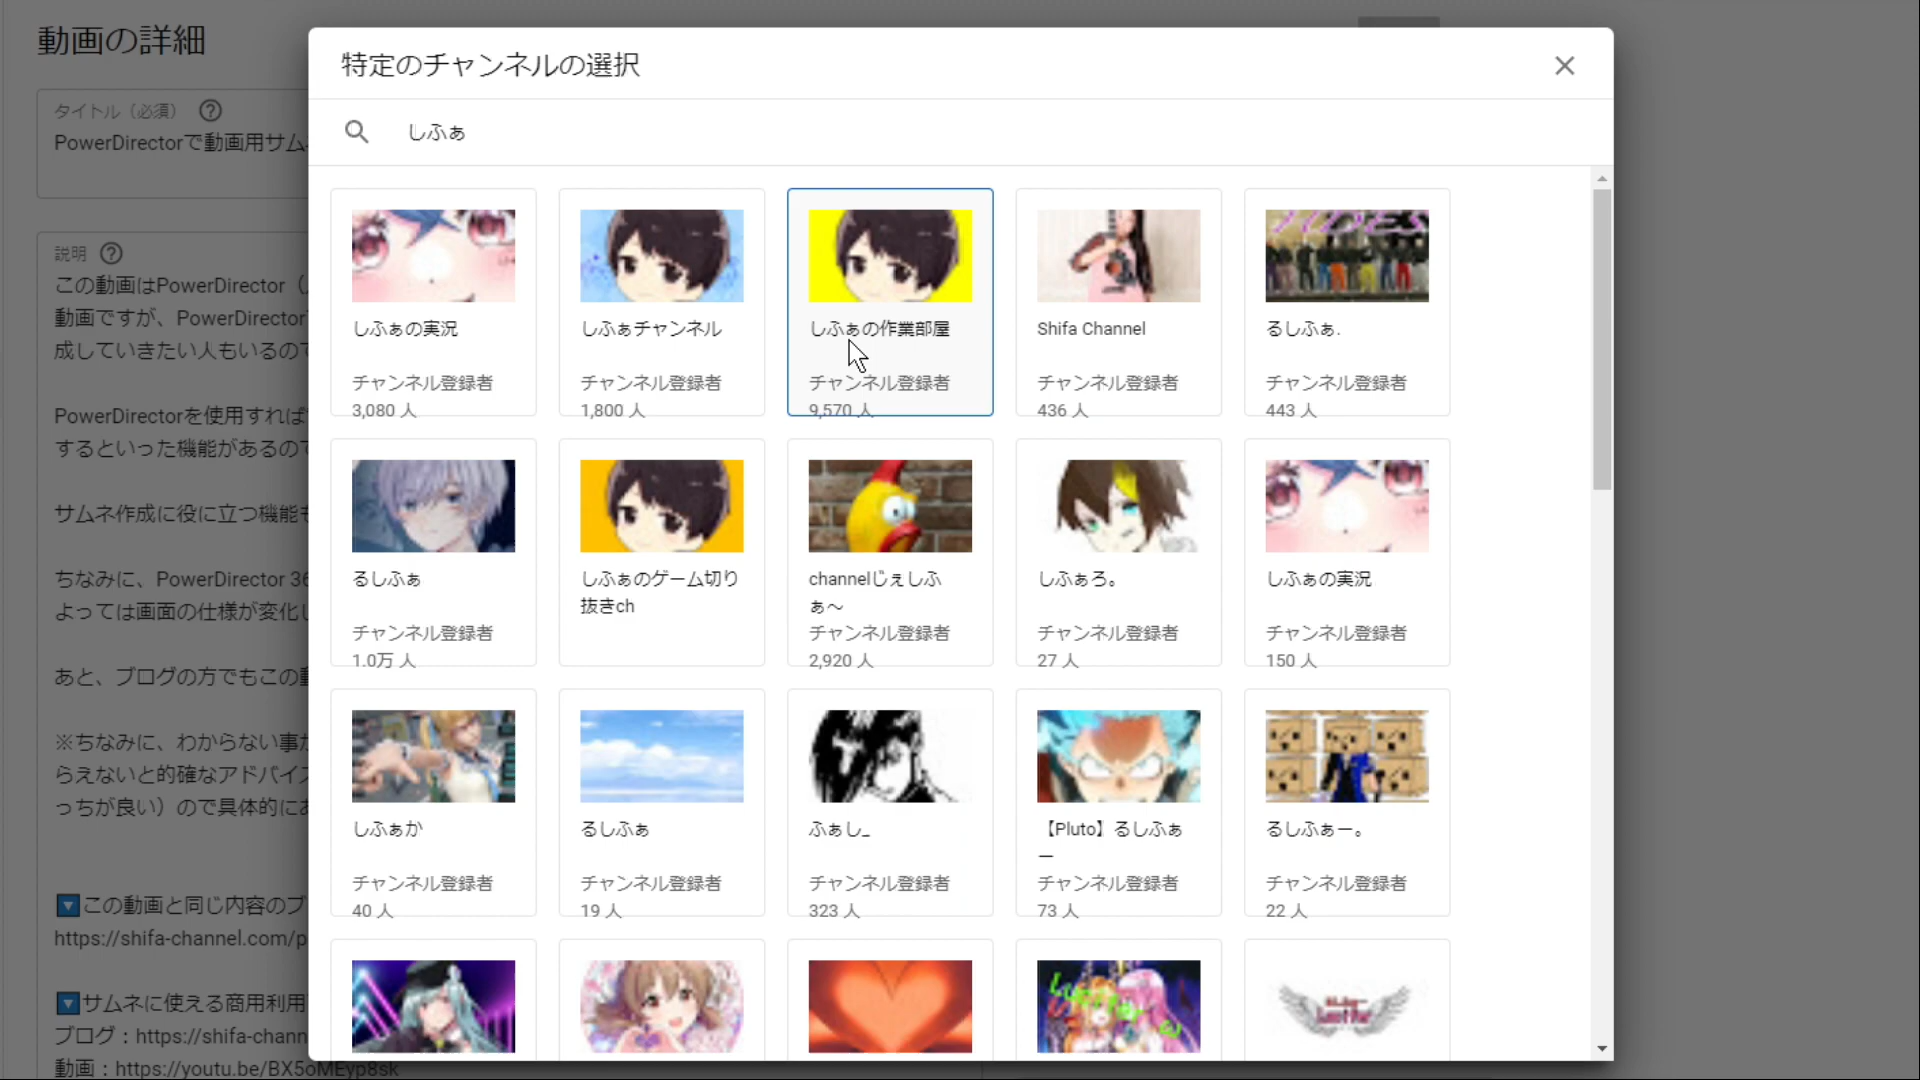 動画の詳細
タイトル（必須）
PowerDirectorで動画用サム
説明
この動画はPowerDirector（
動画ですが、PowerDirector
成していきたい人もいるので
PowerDirectorを使用すれば
するといった機能があるので
サムネ作成に役に立つ機能も
ちなみに、PowerDirector 36
よっては画面の仕様が変化し
あと、ブログの方でもこの動
※ちなみに、わからない事が
らえないと的確なアドバイス
っちが良い）ので具体的にお
この動画と同じ内容のブ
https://shifa-channel.com/p
サムネに使える商用利用
ブログ：https://shifa-chann
動画：https://youtu.be/BX5oMEyp8sk
特定のチャンネルの選択
しふぁ
しふぁの実況
チャンネル登録者
3,080 人
しふぁチャンネル
チャンネル登録者
1,800 人
しふぁの作業部屋
チャンネル登録者
9,570 人
Shifa Channel
チャンネル登録者
436 人
るしふぁ.
チャンネル登録者
443 人
るしふぁ
チャンネル登録者
1.0万 人
しふぁのゲーム切り
抜きch
channelじぇしふ
ぁ～
チャンネル登録者
2,920 人
しふぁろ。
チャンネル登録者
27 人
しふぁの実況
チャンネル登録者
150 人
しふぁか
チャンネル登録者
40 人
るしふぁ
チャンネル登録者
19 人
ふぁし_
チャンネル登録者
323 人
【Pluto】るしふぁ
ー
チャンネル登録者
73 人
るしふぁー。
チャンネル登録者
22 人